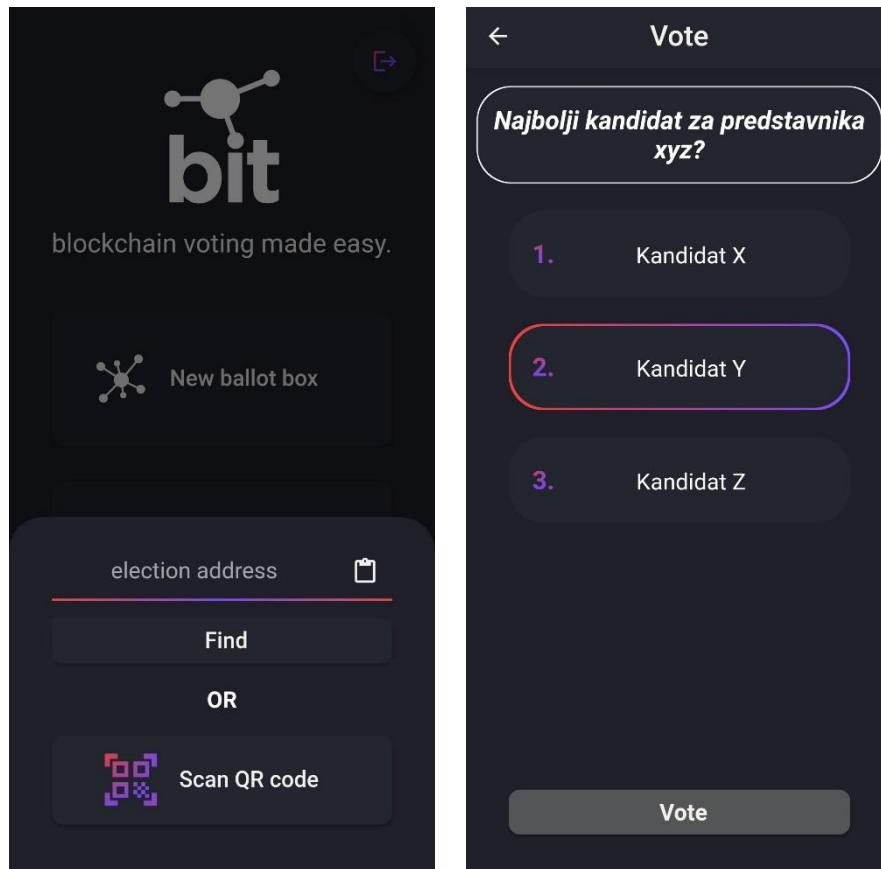 bit
blockchain voting made easy.
New ballot box
election address
Find
OR
Scan QR code
Vote
Najbolji kandidat za predstavnika
xyz?
1. Kandidat X
2. Kandidat Y
3. Kandidat Z
Vote